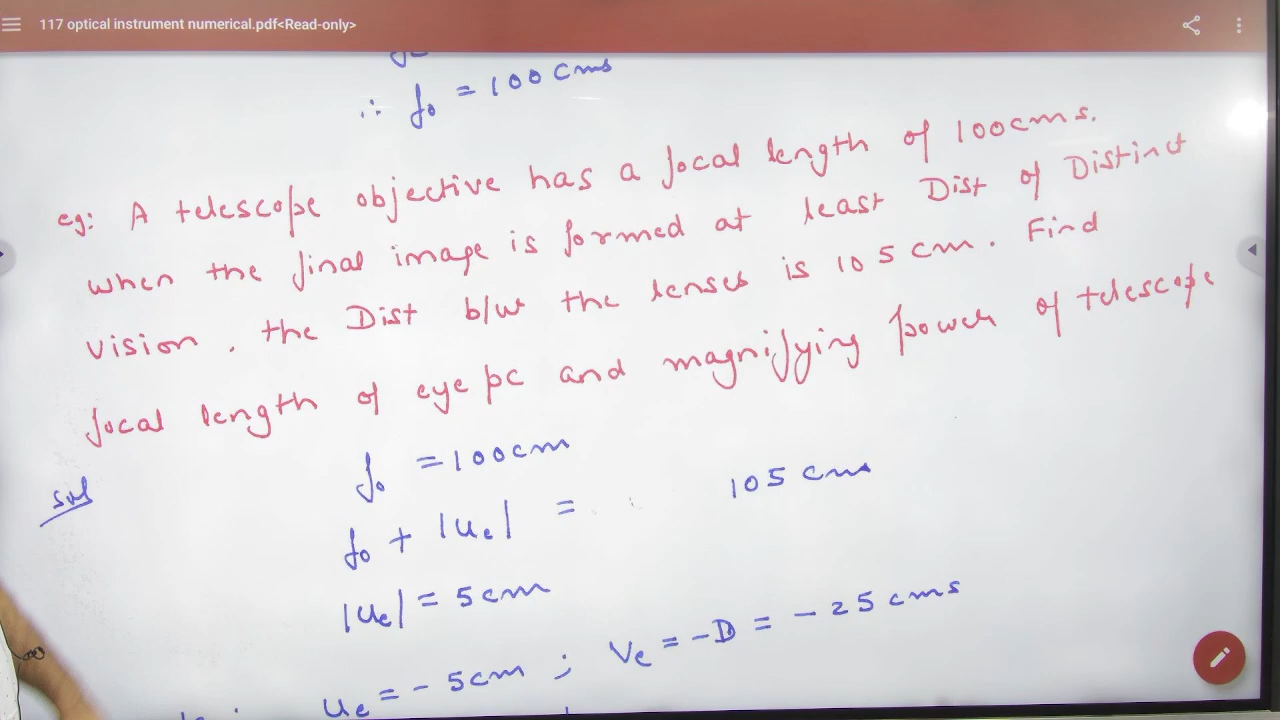 117 optical instrument numerical.pdf<Read-only>
∴ f₀ = 100 cms
eg: A telescope objective has a focal length of 100cms.
when the final image is formed at least Dist of Distinct
vision, the Dist b/w the lenses is 105 cm. Find
focal length of eye pc and magnifying power of telescope
Sol f₀ = 100cm
f₀ + |uₑ| = 105 cms
|uₑ| = 5cm
uₑ = - 5cm ; Vₑ = -D = - 25 cms